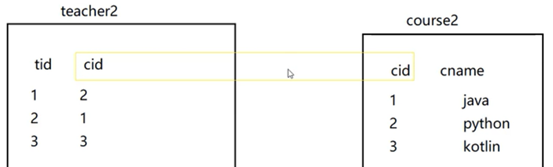 teacher2
tid cid
1 2
2 1
3 3
course2
cid cname
1 java
2 python
3 kotlin